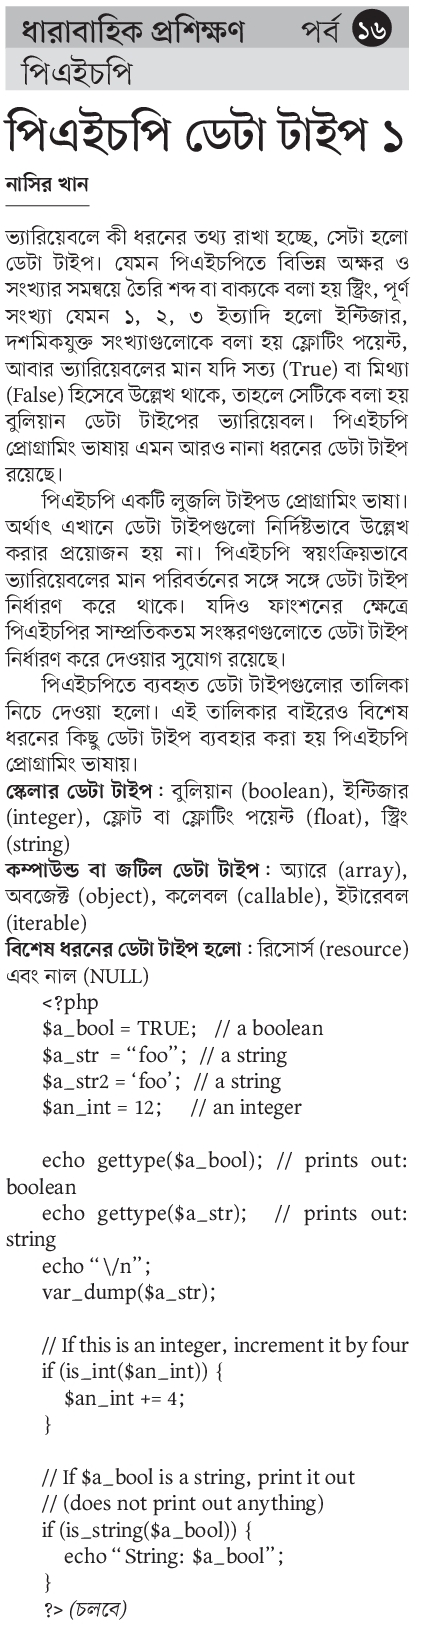 ধারাবাহিক প্রশিক্ষণ পর্ব ১৬
পিএইচপি
পিএইচপি ডেটা টাইপ ১
নাসির খান
ভ্যারিয়েবলে কী ধরনের তথ্য রাখা হচ্ছে, সেটা হলো
ডেটা টাইপ। যেমন পিএইচপিতে বিভিন্ন অক্ষর ও
সংখ্যার সমন্বয়ে তৈরি শব্দ বা বাক্যকে বলা হয় স্ট্রিং, পূর্ণ
সংখ্যা যেমন ১, ২, ৩ ইত্যাদি হলো ইন্টিজার,
দশমিকযুক্ত সংখ্যাগুলোকে বলা হয় ফ্লোটিং পয়েন্ট,
আবার ভ্যারিয়েবলের মান যদি সত্য (True) বা মিথ্যা
(False) হিসেবে উল্লেখ থাকে, তাহলে সেটিকে বলা হয়
বুলিয়ান ডেটা টাইপের ভ্যারিয়েবল। পিএইচপি
প্রোগ্রামিং ভাষায় এমন আরও নানা ধরনের ডেটা টাইপ
রয়েছে।
পিএইচপি একটি লুজলি টাইপড প্রোগ্রামিং ভাষা।
অর্থাৎ এখানে ডেটা টাইপগুলো নির্দিষ্টভাবে উল্লেখ
করার প্রয়োজন হয় না। পিএইচপি স্বয়ংক্রিয়ভাবে
ভ্যারিয়েবলের মান পরিবর্তনের সঙ্গে সঙ্গে ডেটা টাইপ
নির্ধারণ করে থাকে। যদিও ফাংশনের ক্ষেত্রে
পিএইচপির সাম্প্রতিকতম সংস্করণগুলোতে ডেটা টাইপ
নির্ধারণ করে দেওয়ার সুযোগ রয়েছে।
পিএইচপিতে ব্যবহৃত ডেটা টাইপগুলোর তালিকা
নিচে দেওয়া হলো। এই তালিকার বাইরেও বিশেষ
ধরনের কিছু ডেটা টাইপ ব্যবহার করা হয় পিএইচপি
প্রোগ্রামিং ভাষায়।
স্কেলার ডেটা টাইপ : বুলিয়ান (boolean), ইন্টিজার
(integer), ফ্লোট বা ফ্লোটিং পয়েন্ট (float), স্ট্রিং
(string)
কম্পাউন্ড বা জটিল ডেটা টাইপ : অ্যারে (array),
অবজেক্ট (object), কলেবল (callable), ইটারেবল
(iterable)
বিশেষ ধরনের ডেটা টাইপ হলো : রিসোর্স (resource)
এবং নাল (NULL)
<?php
$a_bool = TRUE; // a boolean
$a_str = “foo”; // a string
$a_str2 = ‘foo’; // a string
$an_int = 12; // an integer
echo gettype($a_bool); // prints out:
boolean
echo gettype($a_str); // prints out:
string
echo “\/n”;
var_dump($a_str);
// If this is an integer, increment it by four
if (is_int($an_int)) {
$an_int += 4;
}
// If $a_bool is a string, print it out
// (does not print out anything)
if (is_string($a_bool)) {
echo “String: $a_bool”;
}
?> (চলবে)